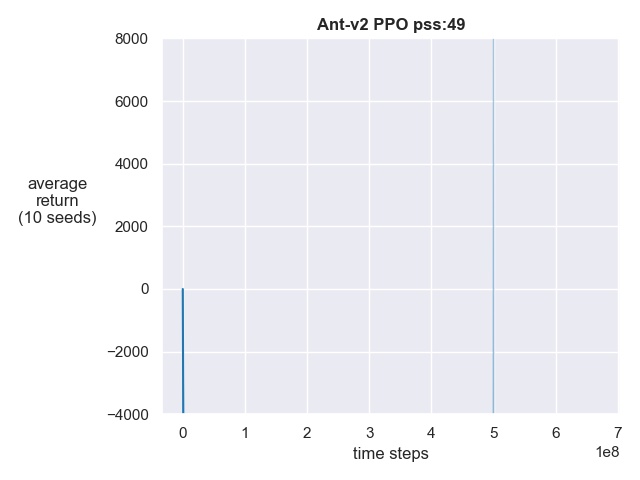 Ant-v2 PPO pss:49
8000
6000
4000
2000
0
−2000
−4000
average
return
(10 seeds)
0 1 2 3 4 5 6 7
1e8
time steps